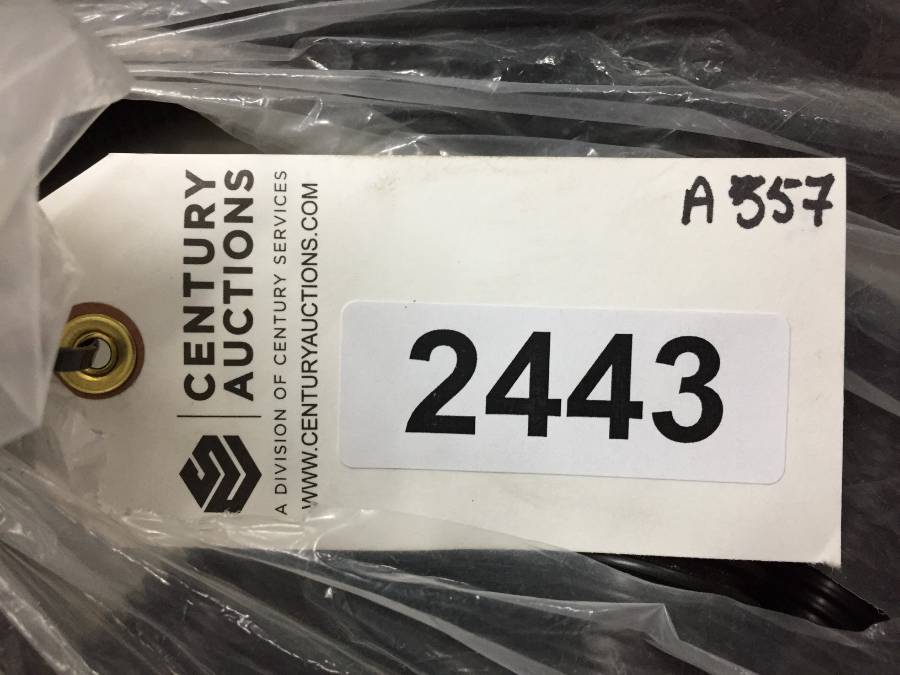 CENTURY
AUCTIONS
A DIVISION OF CENTURY SERVICES
WWW.CENTURYAUCTIONS.COM
A 357
2443